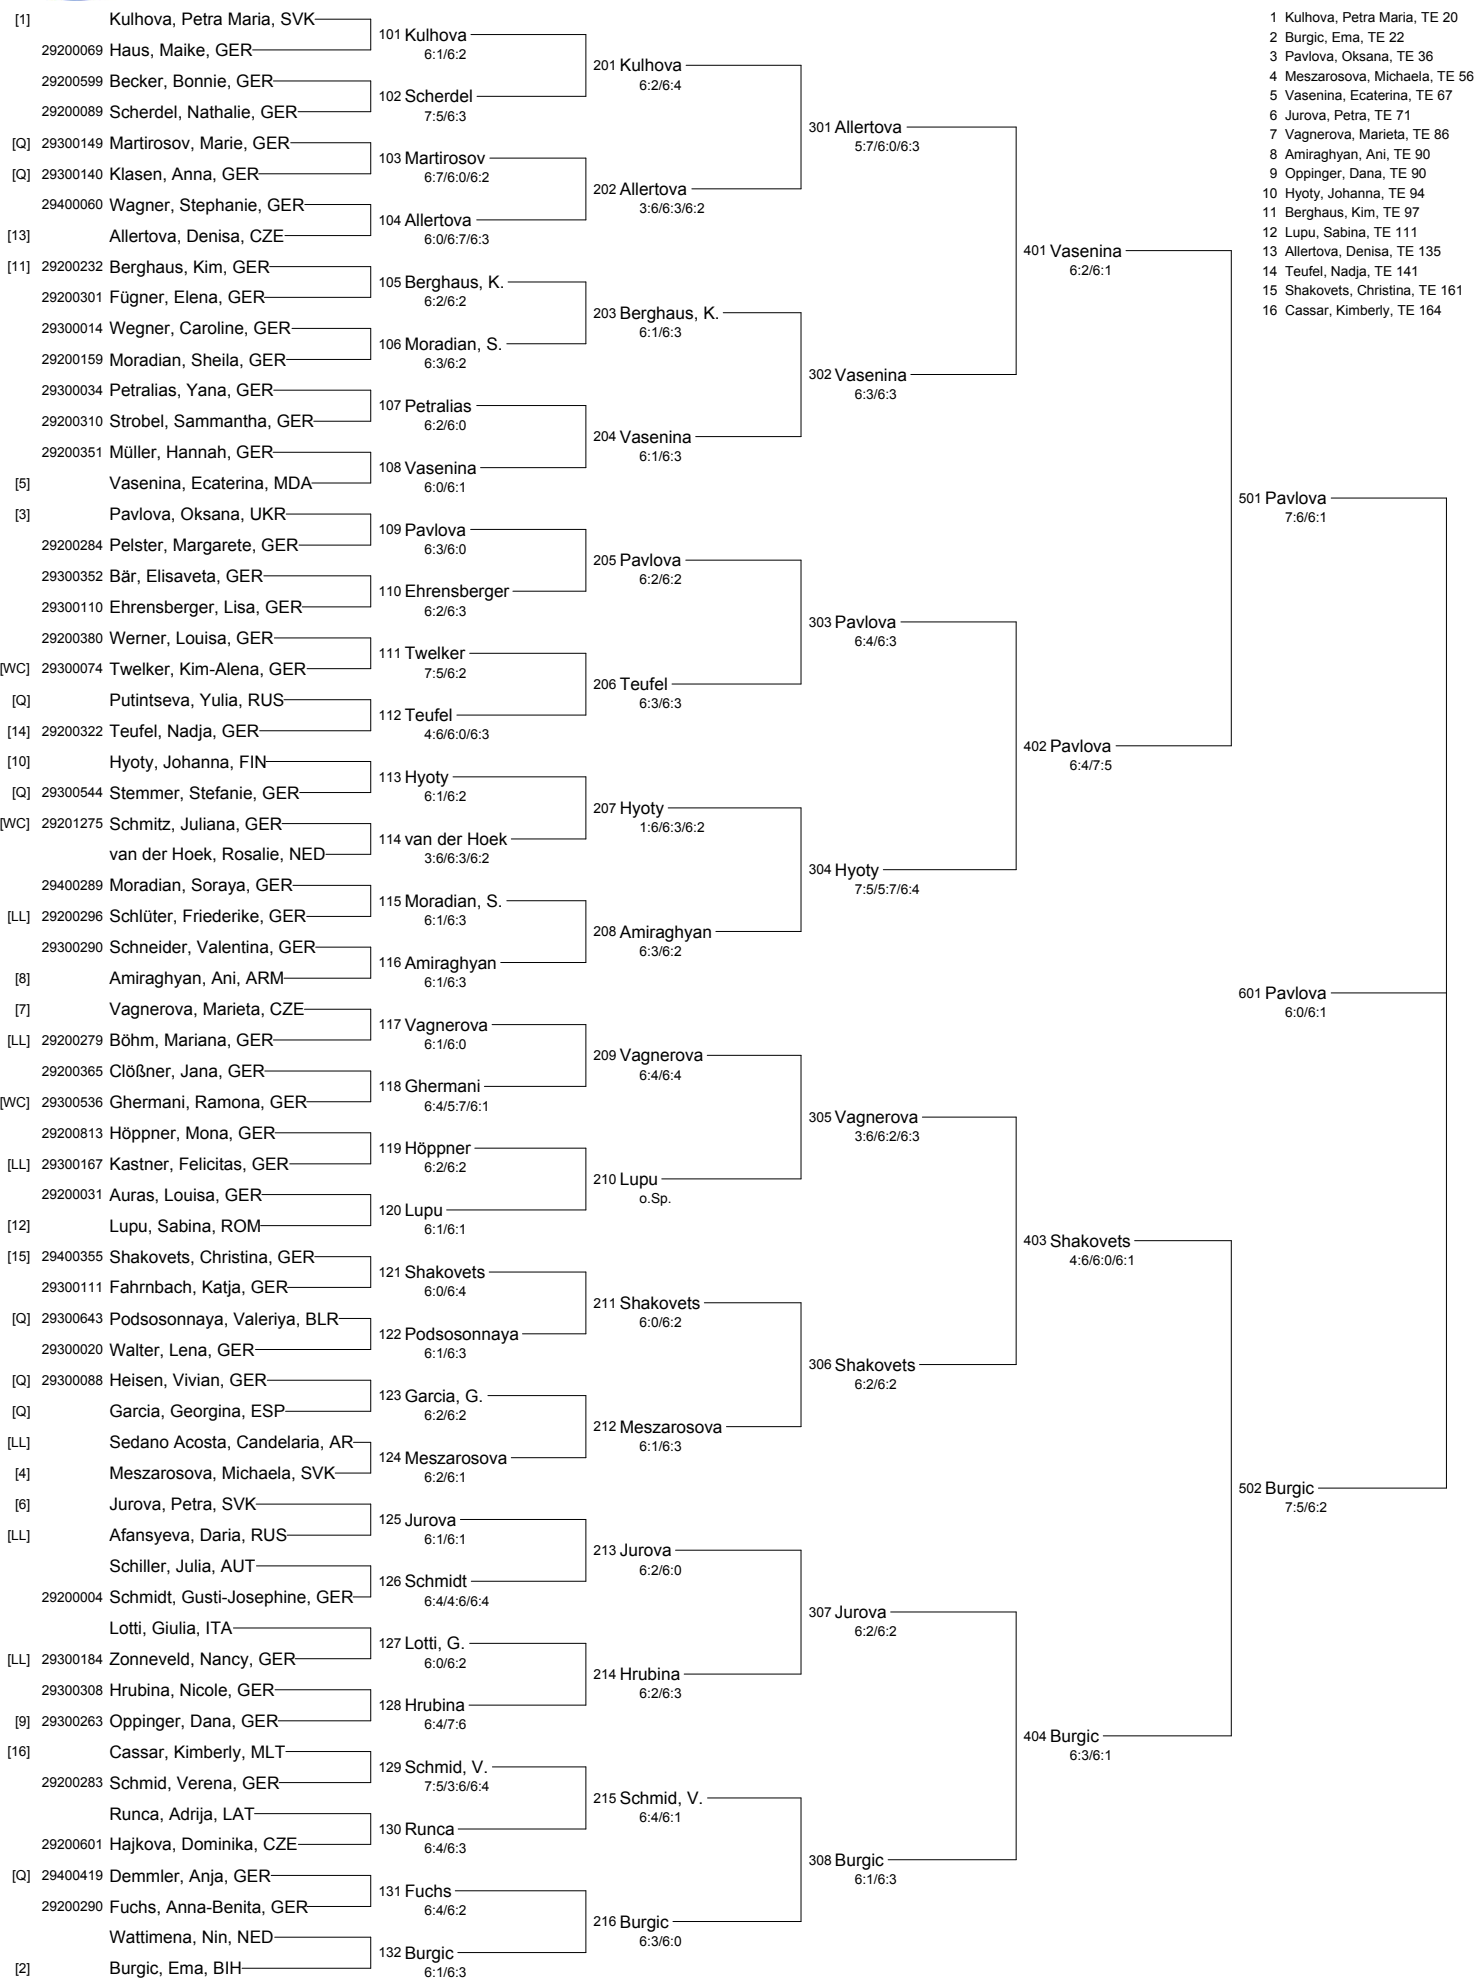 [1] Kulhova, Petra Maria, SVK
29200069 Haus, Maike, GER
29200599 Becker, Bonnie, GER
29200089 Scherdel, Nathalie, GER
[Q] 29300149 Martirosov, Marie, GER
[Q] 29300140 Klasen, Anna, GER
29400060 Wagner, Stephanie, GER
[13] Allertova, Denisa, CZE
[11] 29200232 Berghaus, Kim, GER
29200301 Fügner, Elena, GER
29300014 Wegner, Caroline, GER
29200159 Moradian, Sheila, GER
29300034 Petralias, Yana, GER
29200310 Strobel, Sammantha, GER
29200351 Müller, Hannah, GER
[5] Vasenina, Ecaterina, MDA
[3] Pavlova, Oksana, UKR
29200284 Pelster, Margarete, GER
29300352 Bär, Elisaveta, GER
29300110 Ehrensberger, Lisa, GER
29200380 Werner, Louisa, GER
[WC] 29300074 Twelker, Kim-Alena, GER
[Q] Putintseva, Yulia, RUS
[14] 29200322 Teufel, Nadja, GER
[10] Hyoty, Johanna, FIN
[Q] 29300544 Stemmer, Stefanie, GER
[WC] 29201275 Schmitz, Juliana, GER
van der Hoek, Rosalie, NED
29400289 Moradian, Soraya, GER
[LL] 29200296 Schlüter, Friederike, GER
29300290 Schneider, Valentina, GER
[8] Amiraghyan, Ani, ARM
[7] Vagnerova, Marieta, CZE
[LL] 29200279 Böhm, Mariana, GER
29200365 Clößner, Jana, GER
[WC] 29300536 Ghermani, Ramona, GER
29200813 Höppner, Mona, GER
[LL] 29300167 Kastner, Felicitas, GER
29200031 Auras, Louisa, GER
[12] Lupu, Sabina, ROM
[15] 29400355 Shakovets, Christina, GER
29300111 Fahrnbach, Katja, GER
[Q] 29300643 Podsosonnaya, Valeriya, BLR
29300020 Walter, Lena, GER
[Q] 29300088 Heisen, Vivian, GER
[Q] Garcia, Georgina, ESP
[LL] Sedano Acosta, Candelaria, AR
[4] Meszarosova, Michaela, SVK
[6] Jurova, Petra, SVK
[LL] Afansyeva, Daria, RUS
Schiller, Julia, AUT
29200004 Schmidt, Gusti-Josephine, GER
Lotti, Giulia, ITA
[LL] 29300184 Zonneveld, Nancy, GER
29300308 Hrubina, Nicole, GER
[9] 29300263 Oppinger, Dana, GER
[16] Cassar, Kimberly, MLT
29200283 Schmid, Verena, GER
Runca, Adrija, LAT
29200601 Hajkova, Dominika, CZE
[Q] 29400419 Demmler, Anja, GER
29200290 Fuchs, Anna-Benita, GER
Wattimena, Nin, NED
[2] Burgic, Ema, BIH
101 Kulhova
6:1/6:2
102 Scherdel
7:5/6:3
103 Martirosov
6:7/6:0/6:2
104 Allertova
6:0/6:7/6:3
105 Berghaus, K.
6:2/6:2
106 Moradian, S.
6:3/6:2
107 Petralias
6:2/6:0
108 Vasenina
6:0/6:1
109 Pavlova
6:3/6:0
110 Ehrensberger
6:2/6:3
111 Twelker
7:5/6:2
112 Teufel
4:6/6:0/6:3
113 Hyoty
6:1/6:2
114 van der Hoek
3:6/6:3/6:2
115 Moradian, S.
6:1/6:3
116 Amiraghyan
6:1/6:3
117 Vagnerova
6:1/6:0
118 Ghermani
6:4/5:7/6:1
119 Höppner
6:2/6:2
120 Lupu
6:1/6:1
121 Shakovets
6:0/6:4
122 Podsosonnaya
6:1/6:3
123 Garcia, G.
6:2/6:2
124 Meszarosova
6:2/6:1
125 Jurova
6:1/6:1
126 Schmidt
6:4/4:6/6:4
127 Lotti, G.
6:0/6:2
128 Hrubina
6:4/7:6
129 Schmid, V.
7:5/3:6/6:4
130 Runca
6:4/6:3
131 Fuchs
6:4/6:2
132 Burgic
6:1/6:3
201 Kulhova
6:2/6:4
202 Allertova
3:6/6:3/6:2
203 Berghaus, K.
6:1/6:3
204 Vasenina
6:1/6:3
205 Pavlova
6:2/6:2
206 Teufel
6:3/6:3
207 Hyoty
1:6/6:3/6:2
208 Amiraghyan
6:3/6:2
209 Vagnerova
6:4/6:4
210 Lupu
o.Sp.
211 Shakovets
6:0/6:2
212 Meszarosova
6:1/6:3
213 Jurova
6:2/6:0
214 Hrubina
6:2/6:3
215 Schmid, V.
6:4/6:1
216 Burgic
6:3/6:0
301 Allertova
5:7/6:0/6:3
302 Vasenina
6:3/6:3
303 Pavlova
6:4/6:3
304 Hyoty
7:5/5:7/6:4
305 Vagnerova
3:6/6:2/6:3
306 Shakovets
6:2/6:2
307 Jurova
6:2/6:2
308 Burgic
6:1/6:3
401 Vasenina
6:2/6:1
402 Pavlova
6:4/7:5
403 Shakovets
4:6/6:0/6:1
404 Burgic
6:3/6:1
501 Pavlova
7:6/6:1
502 Burgic
7:5/6:2
601 Pavlova
6:0/6:1
1 Kulhova, Petra Maria, TE 20
2 Burgic, Ema, TE 22
3 Pavlova, Oksana, TE 36
4 Meszarosova, Michaela, TE 56
5 Vasenina, Ecaterina, TE 67
6 Jurova, Petra, TE 71
7 Vagnerova, Marieta, TE 86
8 Amiraghyan, Ani, TE 90
9 Oppinger, Dana, TE 90
10 Hyoty, Johanna, TE 94
11 Berghaus, Kim, TE 97
12 Lupu, Sabina, TE 111
13 Allertova, Denisa, TE 135
14 Teufel, Nadja, TE 141
15 Shakovets, Christina, TE 161
16 Cassar, Kimberly, TE 164